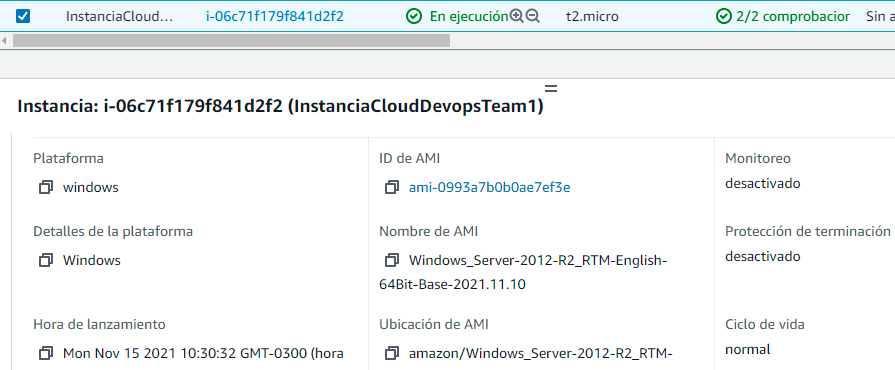 InstanciaCloud... i-06c71f179f841d2f2 En ejecución t2.micro 2/2 comprobacior Sin a
Instancia: i-06c71f179f841d2f2 (InstanciaCloudDevopsTeam1)
Plataforma
windows
ID de AMI
ami-0993a7b0b0ae7ef3e
Monitoreo
desactivado
Detalles de la plataforma
Windows
Nombre de AMI
Windows_Server-2012-R2_RTM-English-
64Bit-Base-2021.11.10
Protección de terminación
desactivado
Hora de lanzamiento
Mon Nov 15 2021 10:30:32 GMT-0300 (hora
Ubicación de AMI
amazon/Windows_Server-2012-R2_RTM-
Ciclo de vida
normal